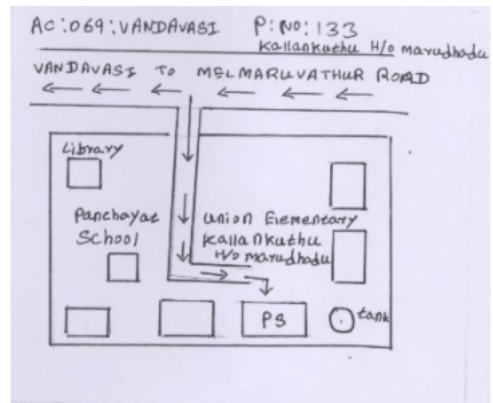 AC:069:VANDAVASI P:NO:133
Kallankuthu H/o marudhadu
VANDAVASI TO MELMARUVATHUR ROAD
Library
Panchayat
School
Union Elementary
Kallankuthu
H/o marudhadu
PS
tank